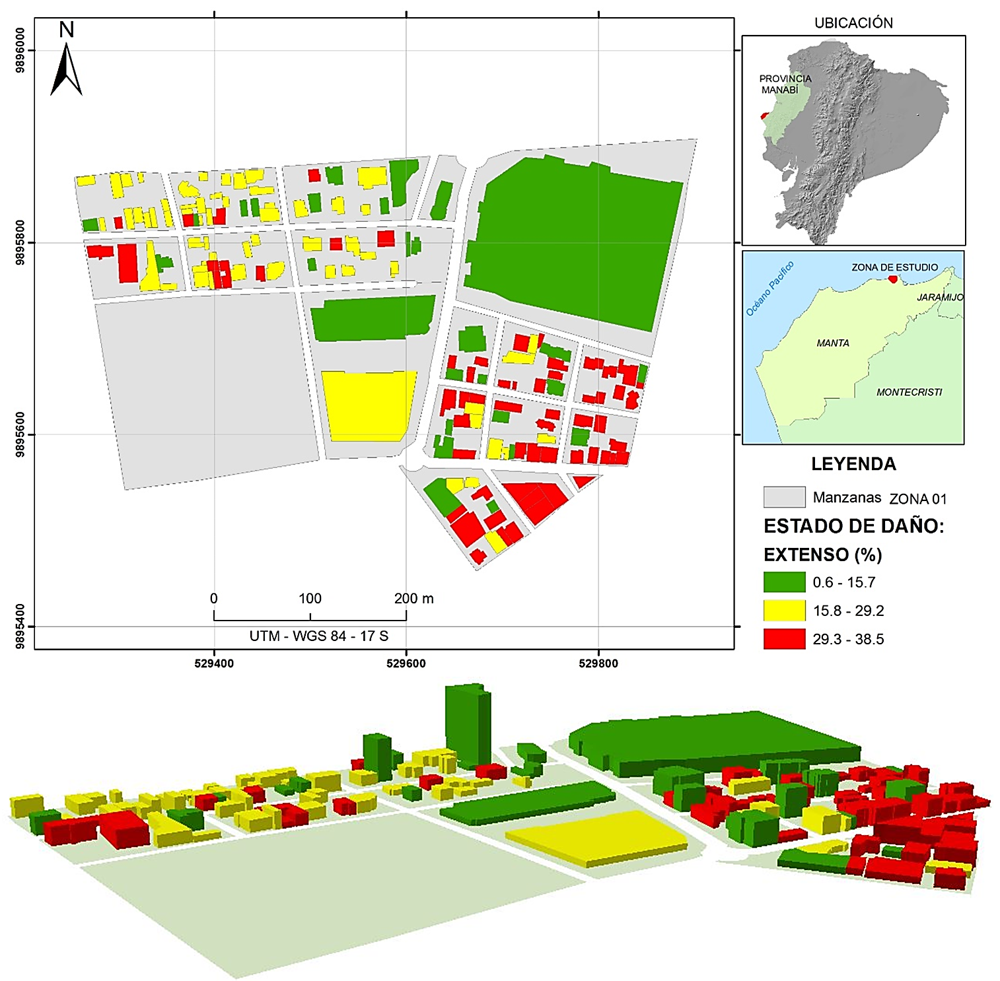 N
9896000
9895800
9895600
9895400
0 100 200 m
UTM - WGS 84 - 17 S
529400 529600 529800
UBICACIÓN
PROVINCIA
MANABÍ
Océano Pacífico
ZONA DE ESTUDIO
JARAMIJO
MANTA
MONTECRISTI
LEYENDA
Manzanas ZONA 01
ESTADO DE DAÑO:
EXTENSO (%)
0.6 - 15.7
15.8 - 29.2
29.3 - 38.5